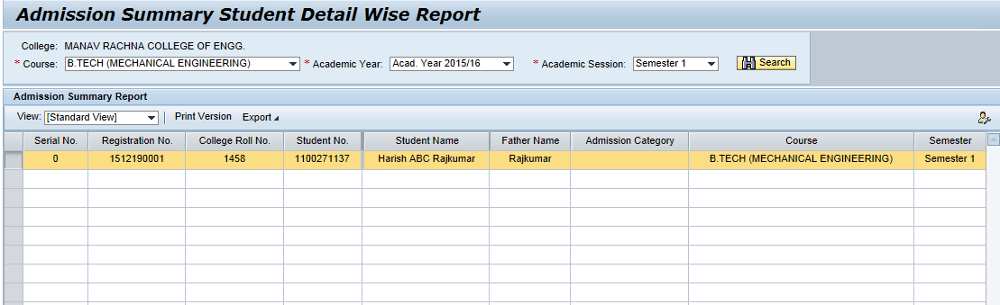 Admission Summary Student Detail Wise Report
College: MANAV RACHNA COLLEGE OF ENGG.
* Course: B.TECH (MECHANICAL ENGINEERING) * Academic Year: Acad. Year 2015/16 * Academic Session: Semester 1 Search
Admission Summary Report
View: [Standard View] Print Version Export
Serial No. Registration No. College Roll No. Student No. Student Name Father Name Admission Category Course Semester
0 1512190001 1458 1100271137 Harish ABC Rajkumar Rajkumar B.TECH (MECHANICAL ENGINEERING) Semester 1